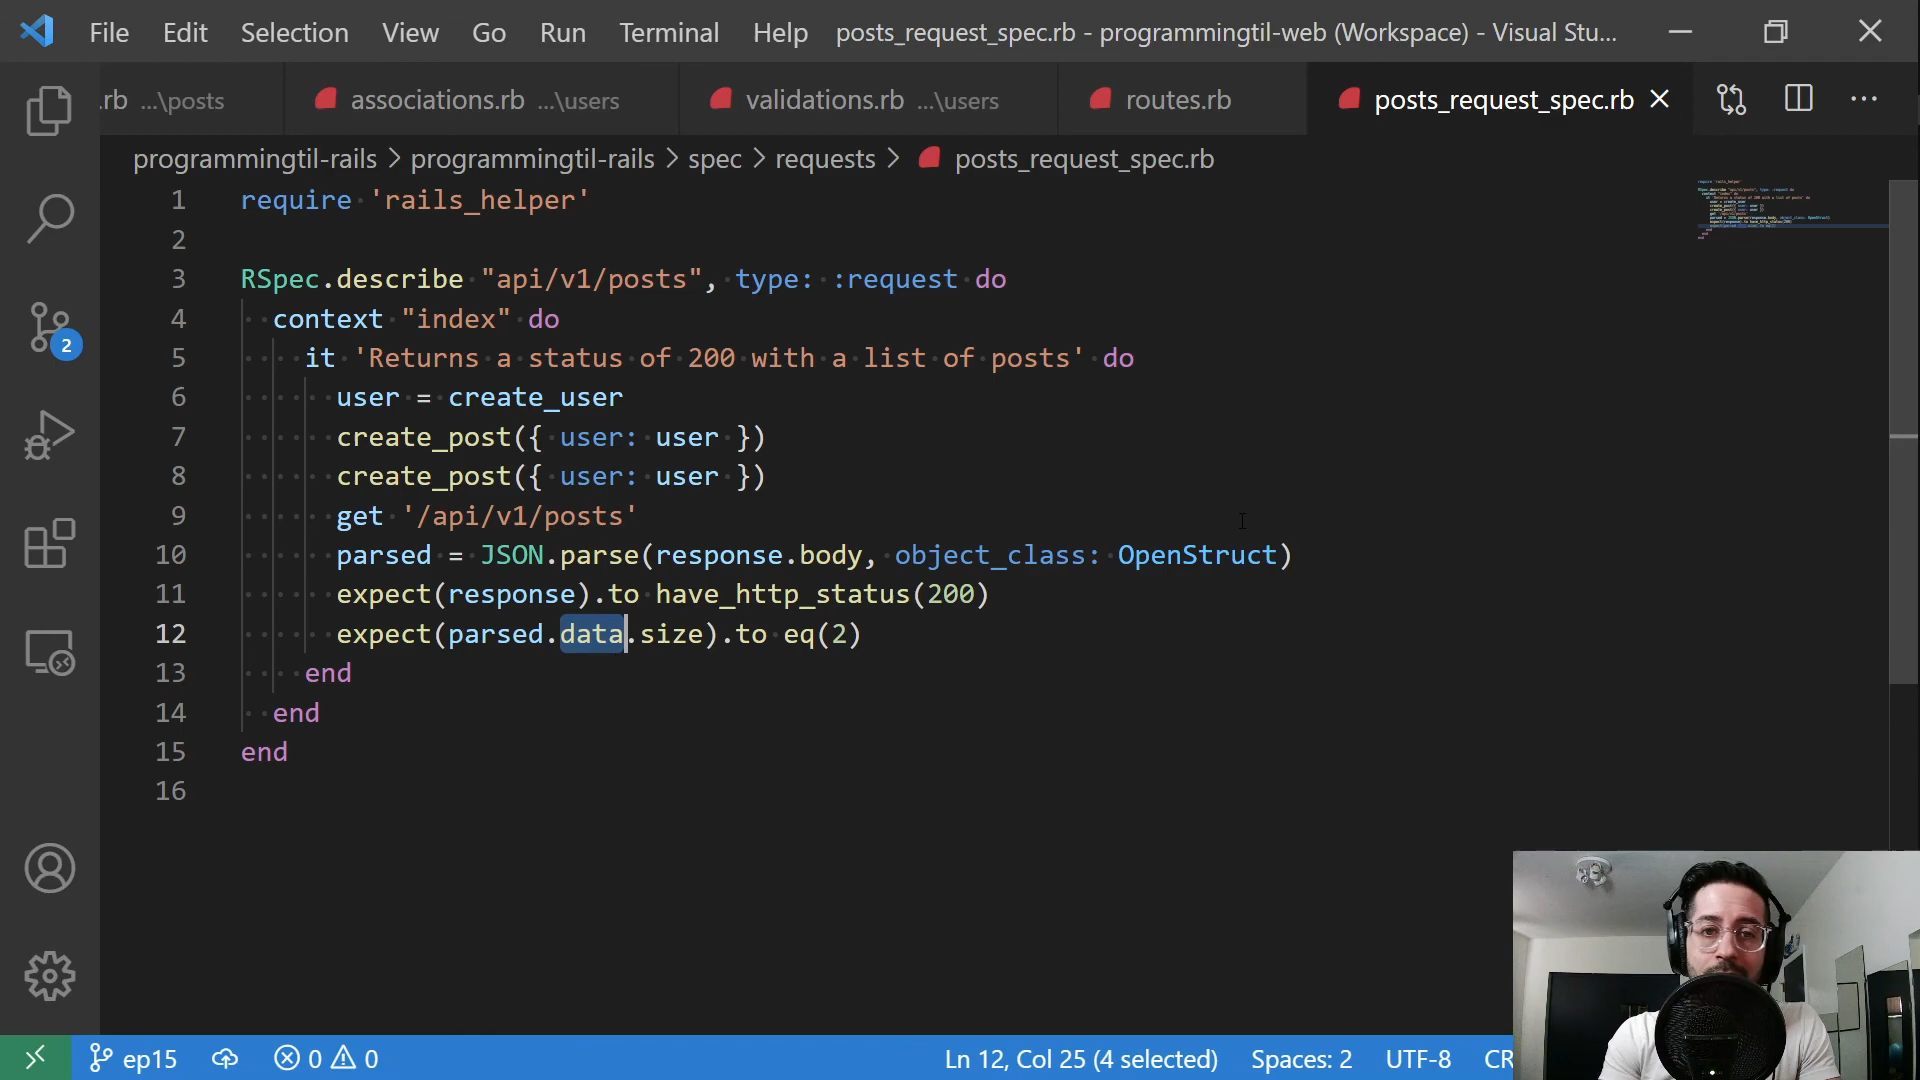 File Edit Selection View Go Run Terminal Help posts_request_spec.rb - programmingtil-web (Workspace) - Visual Stu...
.rb ...\posts associations.rb ...\users validations.rb ...\users routes.rb posts_request_spec.rb
programmingtil-rails > programmingtil-rails > spec > requests > posts_request_spec.rb
1 require 'rails_helper'
2
3 RSpec.describe "api/v1/posts", type: :request do
4 context "index" do
5 it 'Returns a status of 200 with a list of posts' do
6 user = create_user
7 create_post({ user: user })
8 create_post({ user: user })
9 get '/api/v1/posts'
10 parsed = JSON.parse(response.body, object_class: OpenStruct)
11 expect(response).to have_http_status(200)
12 expect(parsed.data.size).to eq(2)
13 end
14 end
15 end
16
2
ep15 0 0 Ln 12, Col 25 (4 selected) Spaces: 2 UTF-8 CR